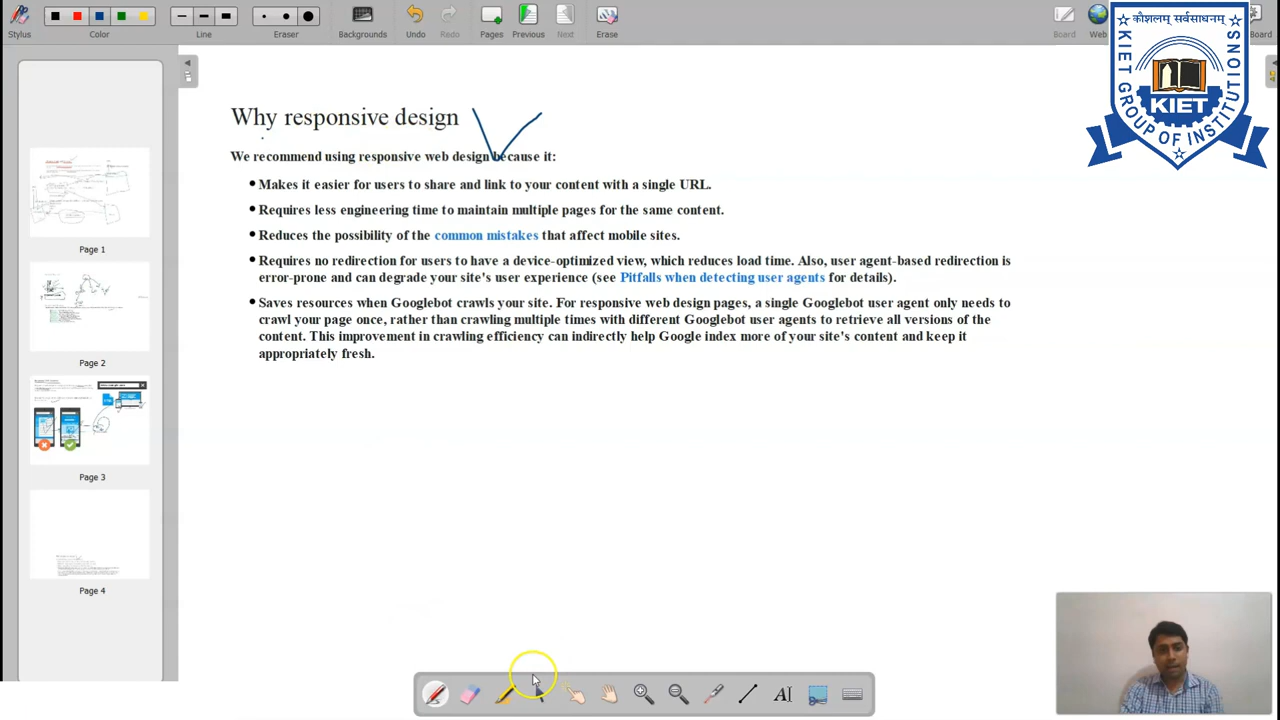 Stylus
Color
Line
Eraser
Backgrounds
Undo
Redo
Pages
Previous
Next
Erase
Board
Web
Board
कौशलम् सर्वसाधनम्
KIET
KIET GROUP OF INSTITUTIONS
Why responsive design
We recommend using responsive web design because it:
• Makes it easier for users to share and link to your content with a single URL.
• Requires less engineering time to maintain multiple pages for the same content.
• Reduces the possibility of the common mistakes that affect mobile sites.
• Requires no redirection for users to have a device-optimized view, which reduces load time. Also, user agent-based redirection is
error-prone and can degrade your site's user experience (see Pitfalls when detecting user agents for details).
• Saves resources when Googlebot crawls your site. For responsive web design pages, a single Googlebot user agent only needs to
crawl your page once, rather than crawling multiple times with different Googlebot user agents to retrieve all versions of the
content. This improvement in crawling efficiency can indirectly help Google index more of your site's content and keep it
appropriately fresh.
Page 1
Page 2
Page 3
Page 4